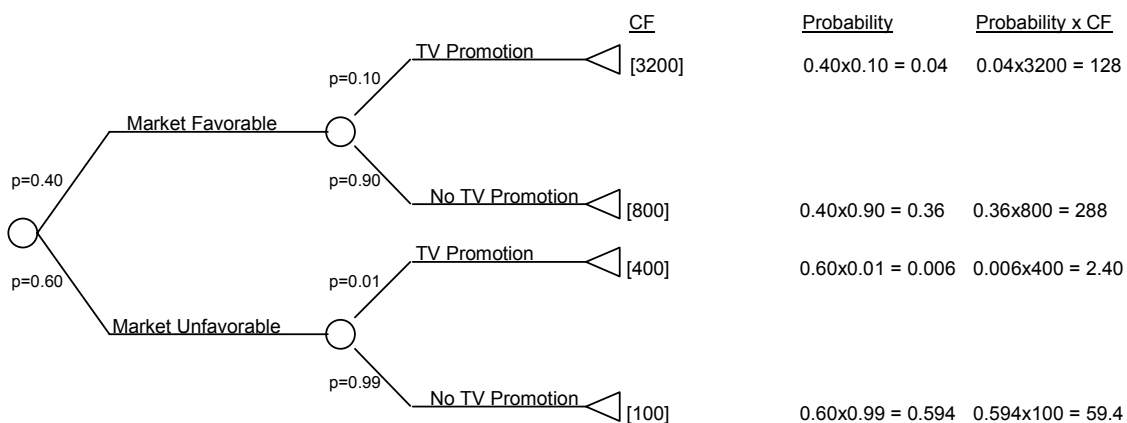 CF Probability Probability x CF
TV Promotion
[3200] 0.40x0.10 = 0.04 0.04x3200 = 128
p=0.10
Market Favorable
p=0.40
p=0.90
No TV Promotion
[800] 0.40x0.90 = 0.36 0.36x800 = 288
TV Promotion
[400] 0.60x0.01 = 0.006 0.006x400 = 2.40
p=0.60
p=0.01
Market Unfavorable
p=0.99
No TV Promotion
[100] 0.60x0.99 = 0.594 0.594x100 = 59.4